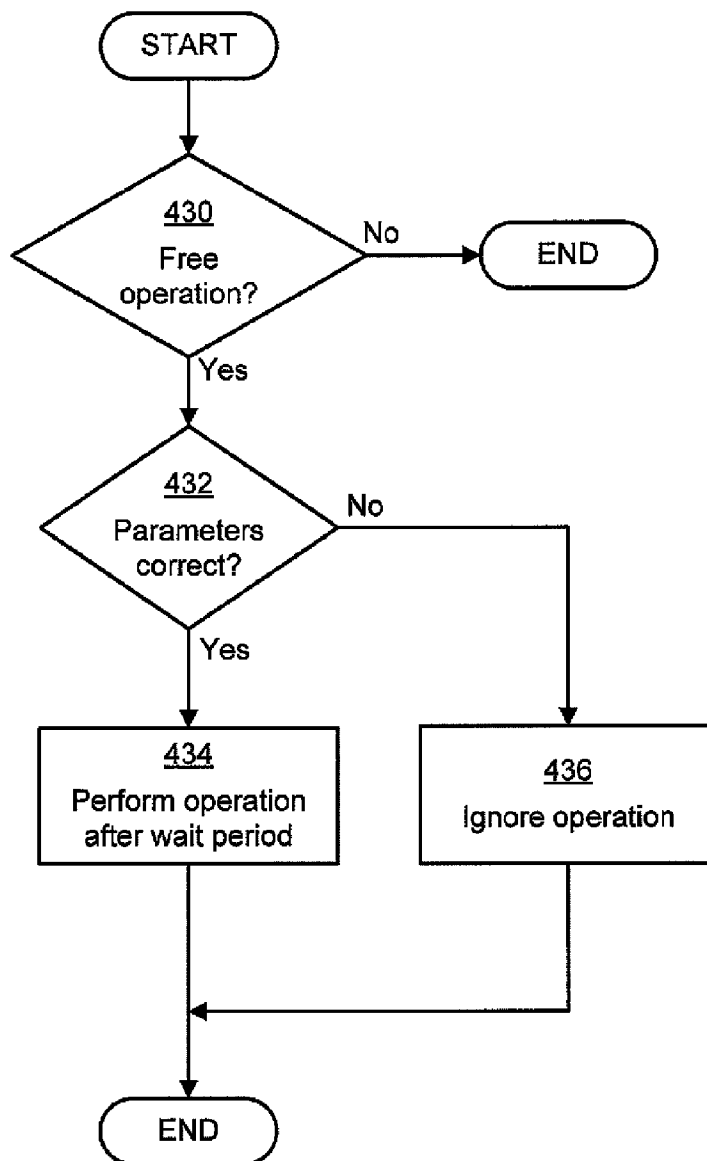 START
430
Free
operation?
No
END
Yes
432
Parameters
correct?
No
Yes
434
Perform operation
after wait period
436
Ignore operation
END